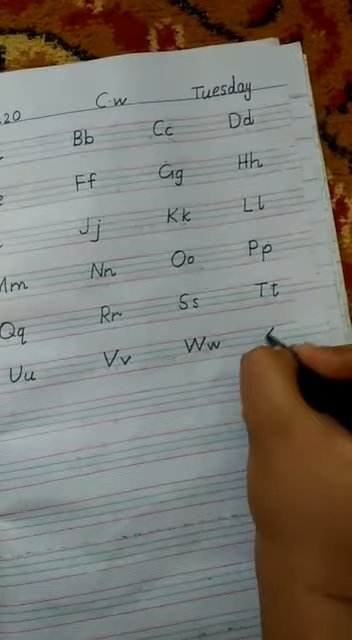 .20 C.w Tuesday
Bb Cc Dd
Ff Gg Hh
Jj Kk Ll
Mm Nn Oo Pp
Qq Rr Ss Tt
Uu Vv Ww